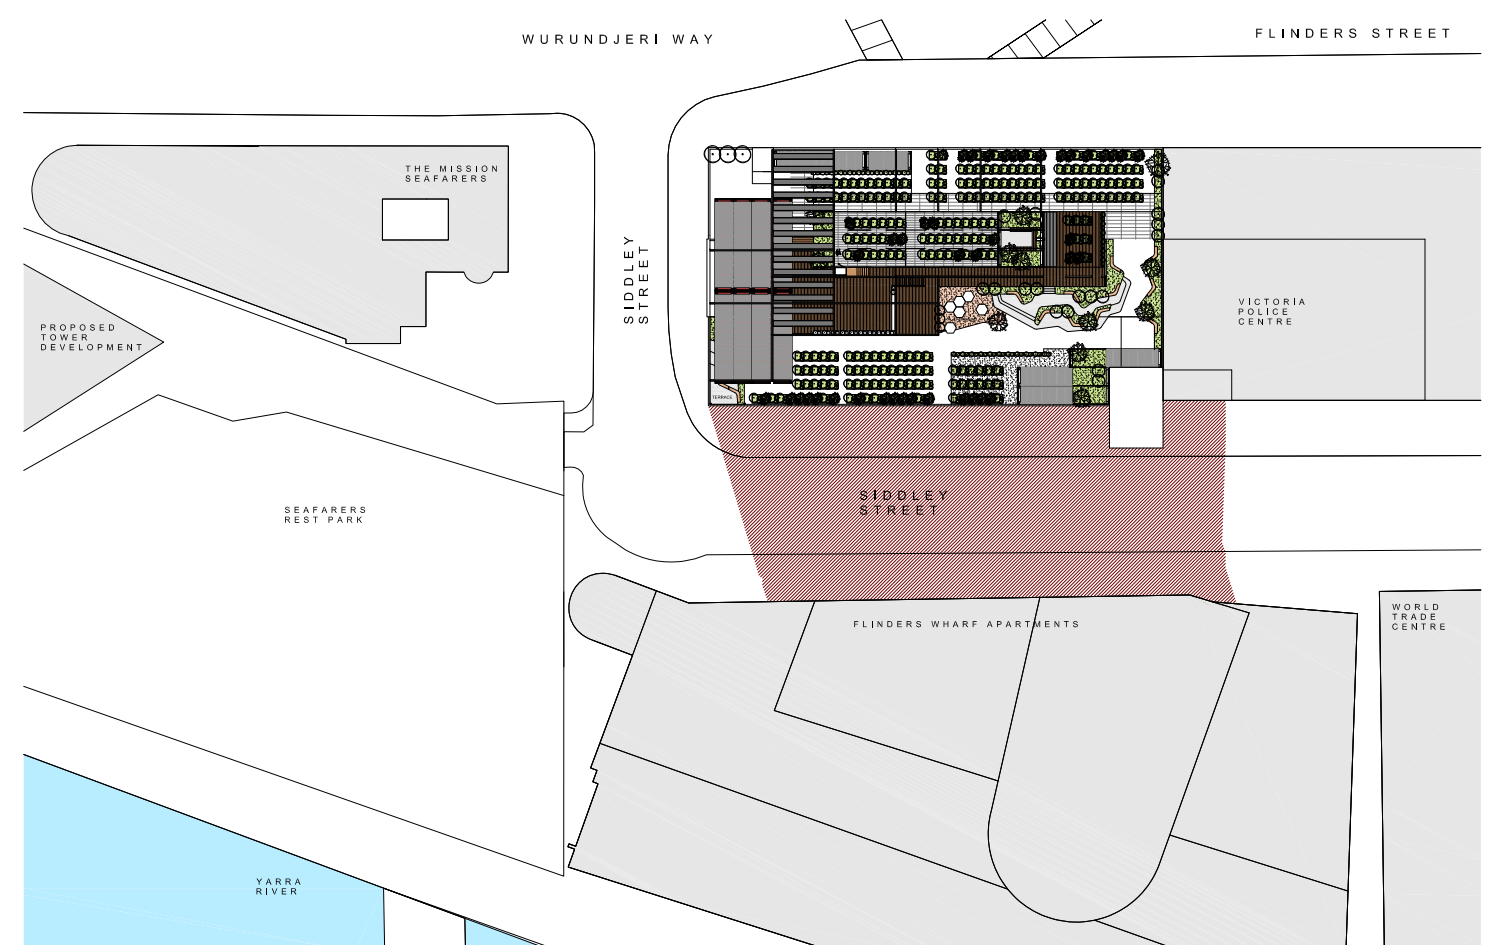 WURUNDJERI WAY
FLINDERS STREET
THE MISSION
SEAFARERS
SIDDLEY
STREET
PROPOSED
TOWER
DEVELOPMENT
VICTORIA
POLICE
CENTRE
TERRACE
SIDDLEY
STREET
SEAFARERS
REST PARK
FLINDERS WHARF APARTMENTS
WORLD
TRADE
CENTRE
YARRA
RIVER